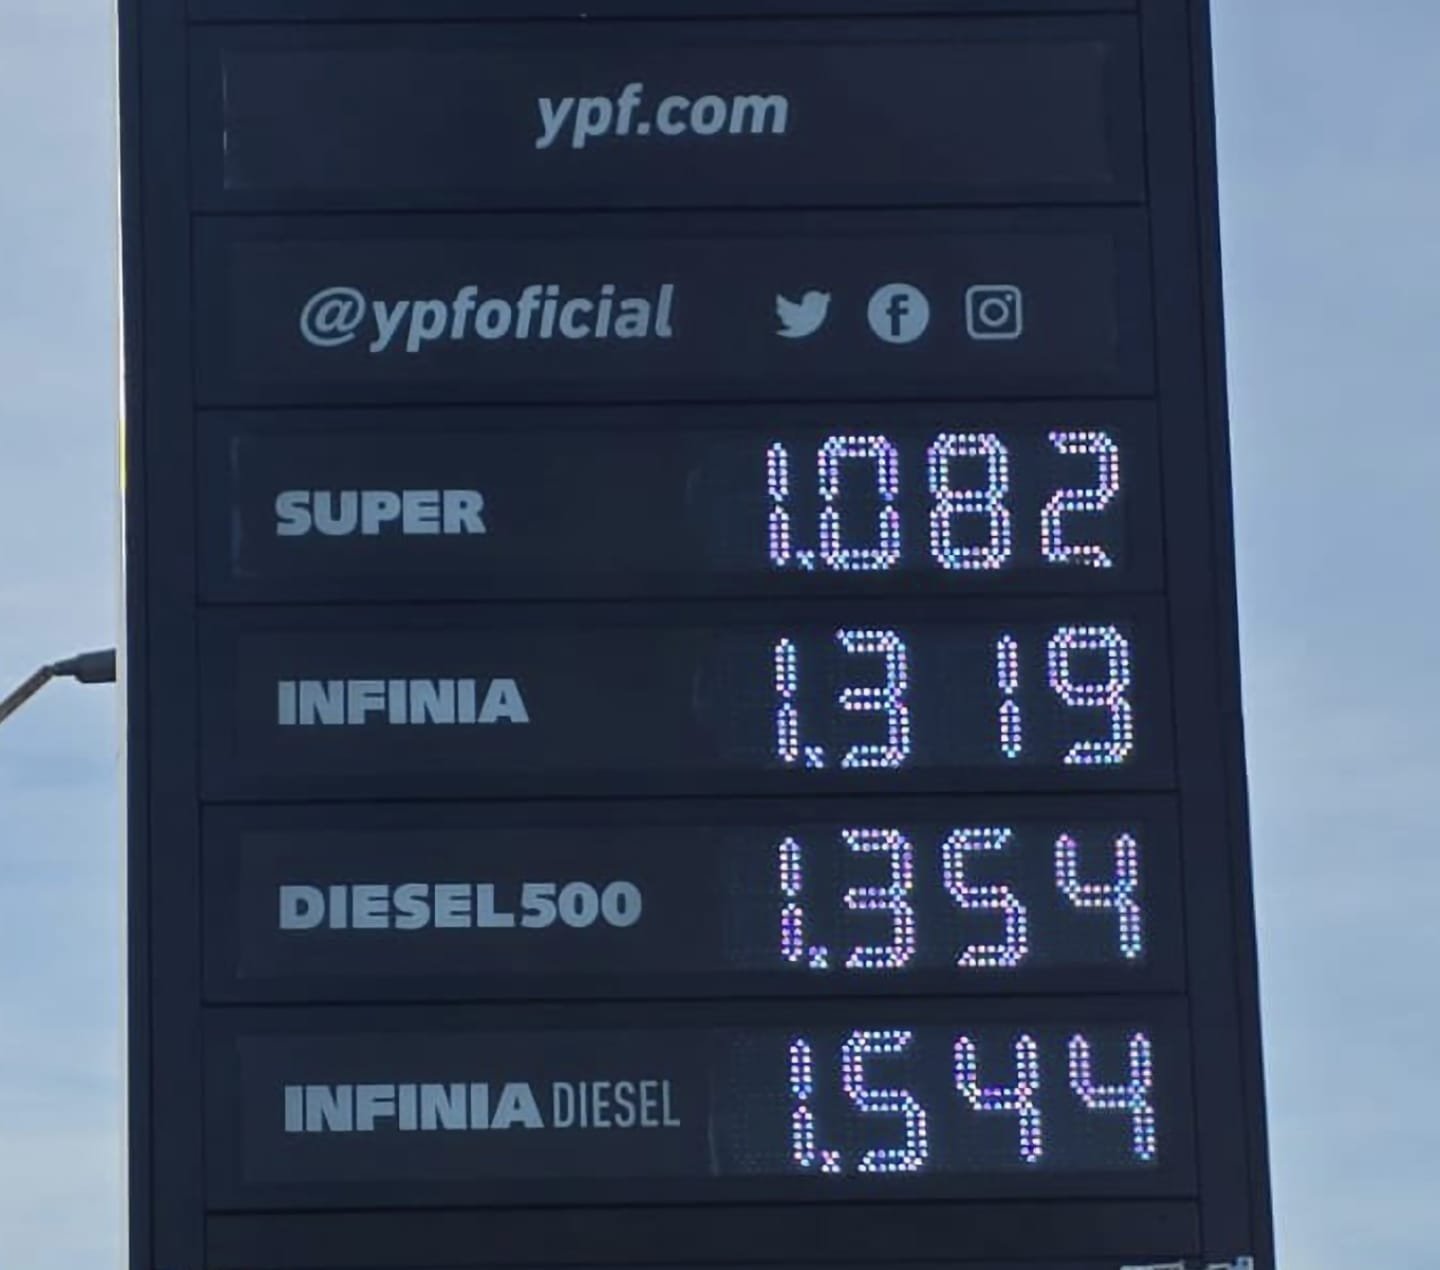 ypf.com
@ypfoficial
SUPER 1.082
INFINIA 1.319
DIESEL500 1.354
INFINIA DIESEL 1.544